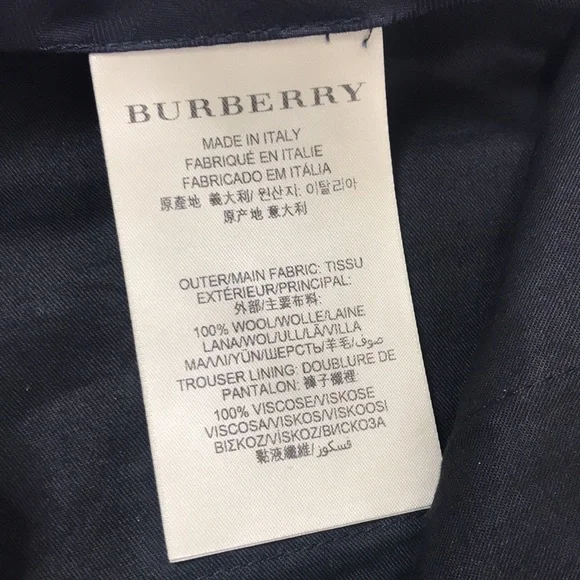 BURBERRY
MADE IN ITALY
FABRIQUÉ EN ITALIE
FABRICADO EM ITÁLIA
原產地 義大利/ 원산지: 이탈리아
原产地 意大利
OUTER/MAIN FABRIC: TISSU
EXTÉRIEUR/PRINCIPAL:
外部/主要布料:
100% WOOL/WOLLE/LAINE
LANA/WOL/ULL/LÃ/VILLA
ΜΑΛΛΙ/YÜN/ШЕРСТЬ/羊毛/صوف
TROUSER LINING: DOUBLURE DE
PANTALON: 褲子襯裡
100% VISCOSE/VISKOSE
VISCOSA/VISKOS/VISKOOSI
ΒΙΣΚΟΖ/VİSKOZ/ВИСКОЗА
黏液纖維/فسكوز